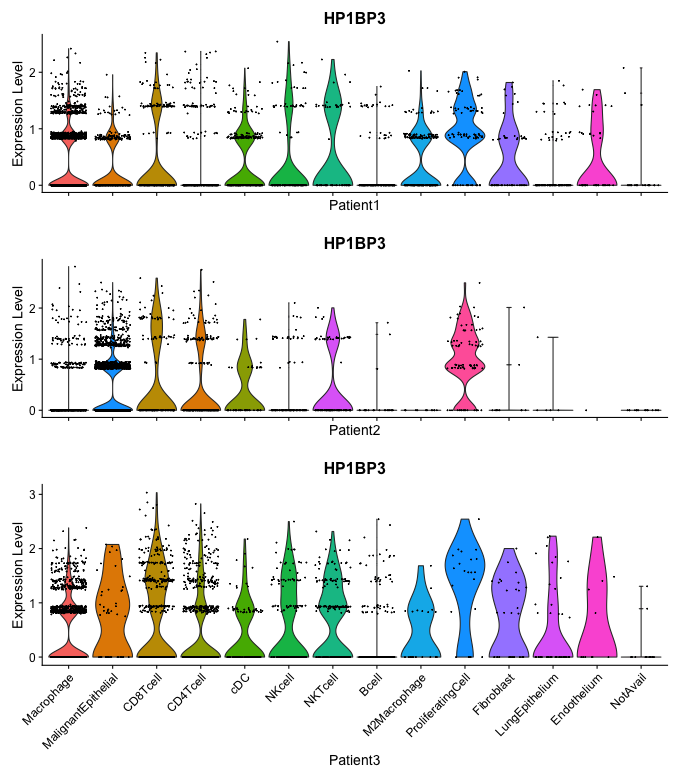 HP1BP3
Expression Level
2
1
0
Patient1
HP1BP3
Expression Level
2
1
0
Patient2
HP1BP3
Expression Level
3
2
1
0
Macrophage
MalignantEpithelial
CD8Tcell
CD4Tcell
cDC
NKcell
NKTcell
Bcell
M2Macrophage
ProliferatingCell
Fibroblast
LungEpithelium
Endothelium
NotAvail
Patient3